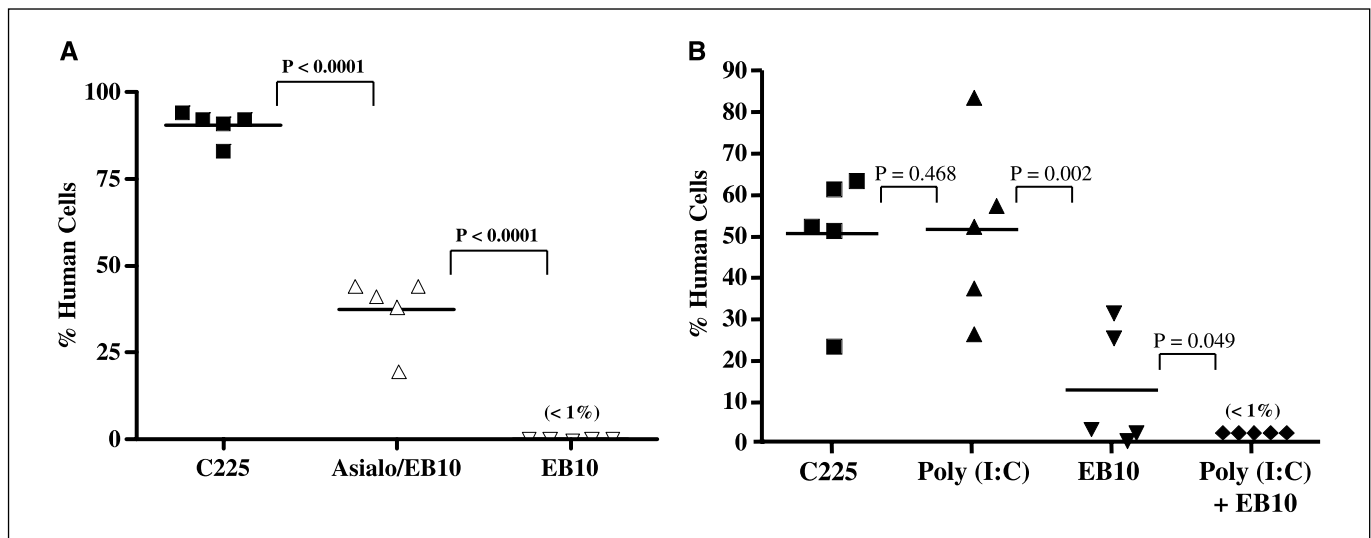 A
P < 0.0001
P < 0.0001
(< 1%)
100
75
50
25
0
% Human Cells
C225
Asialo/EB10
EB10
B
P = 0.468
P = 0.002
P = 0.049
(< 1%)
90
80
70
60
50
40
30
20
10
0
% Human Cells
C225
Poly (I:C)
EB10
Poly (I:C)
+ EB10